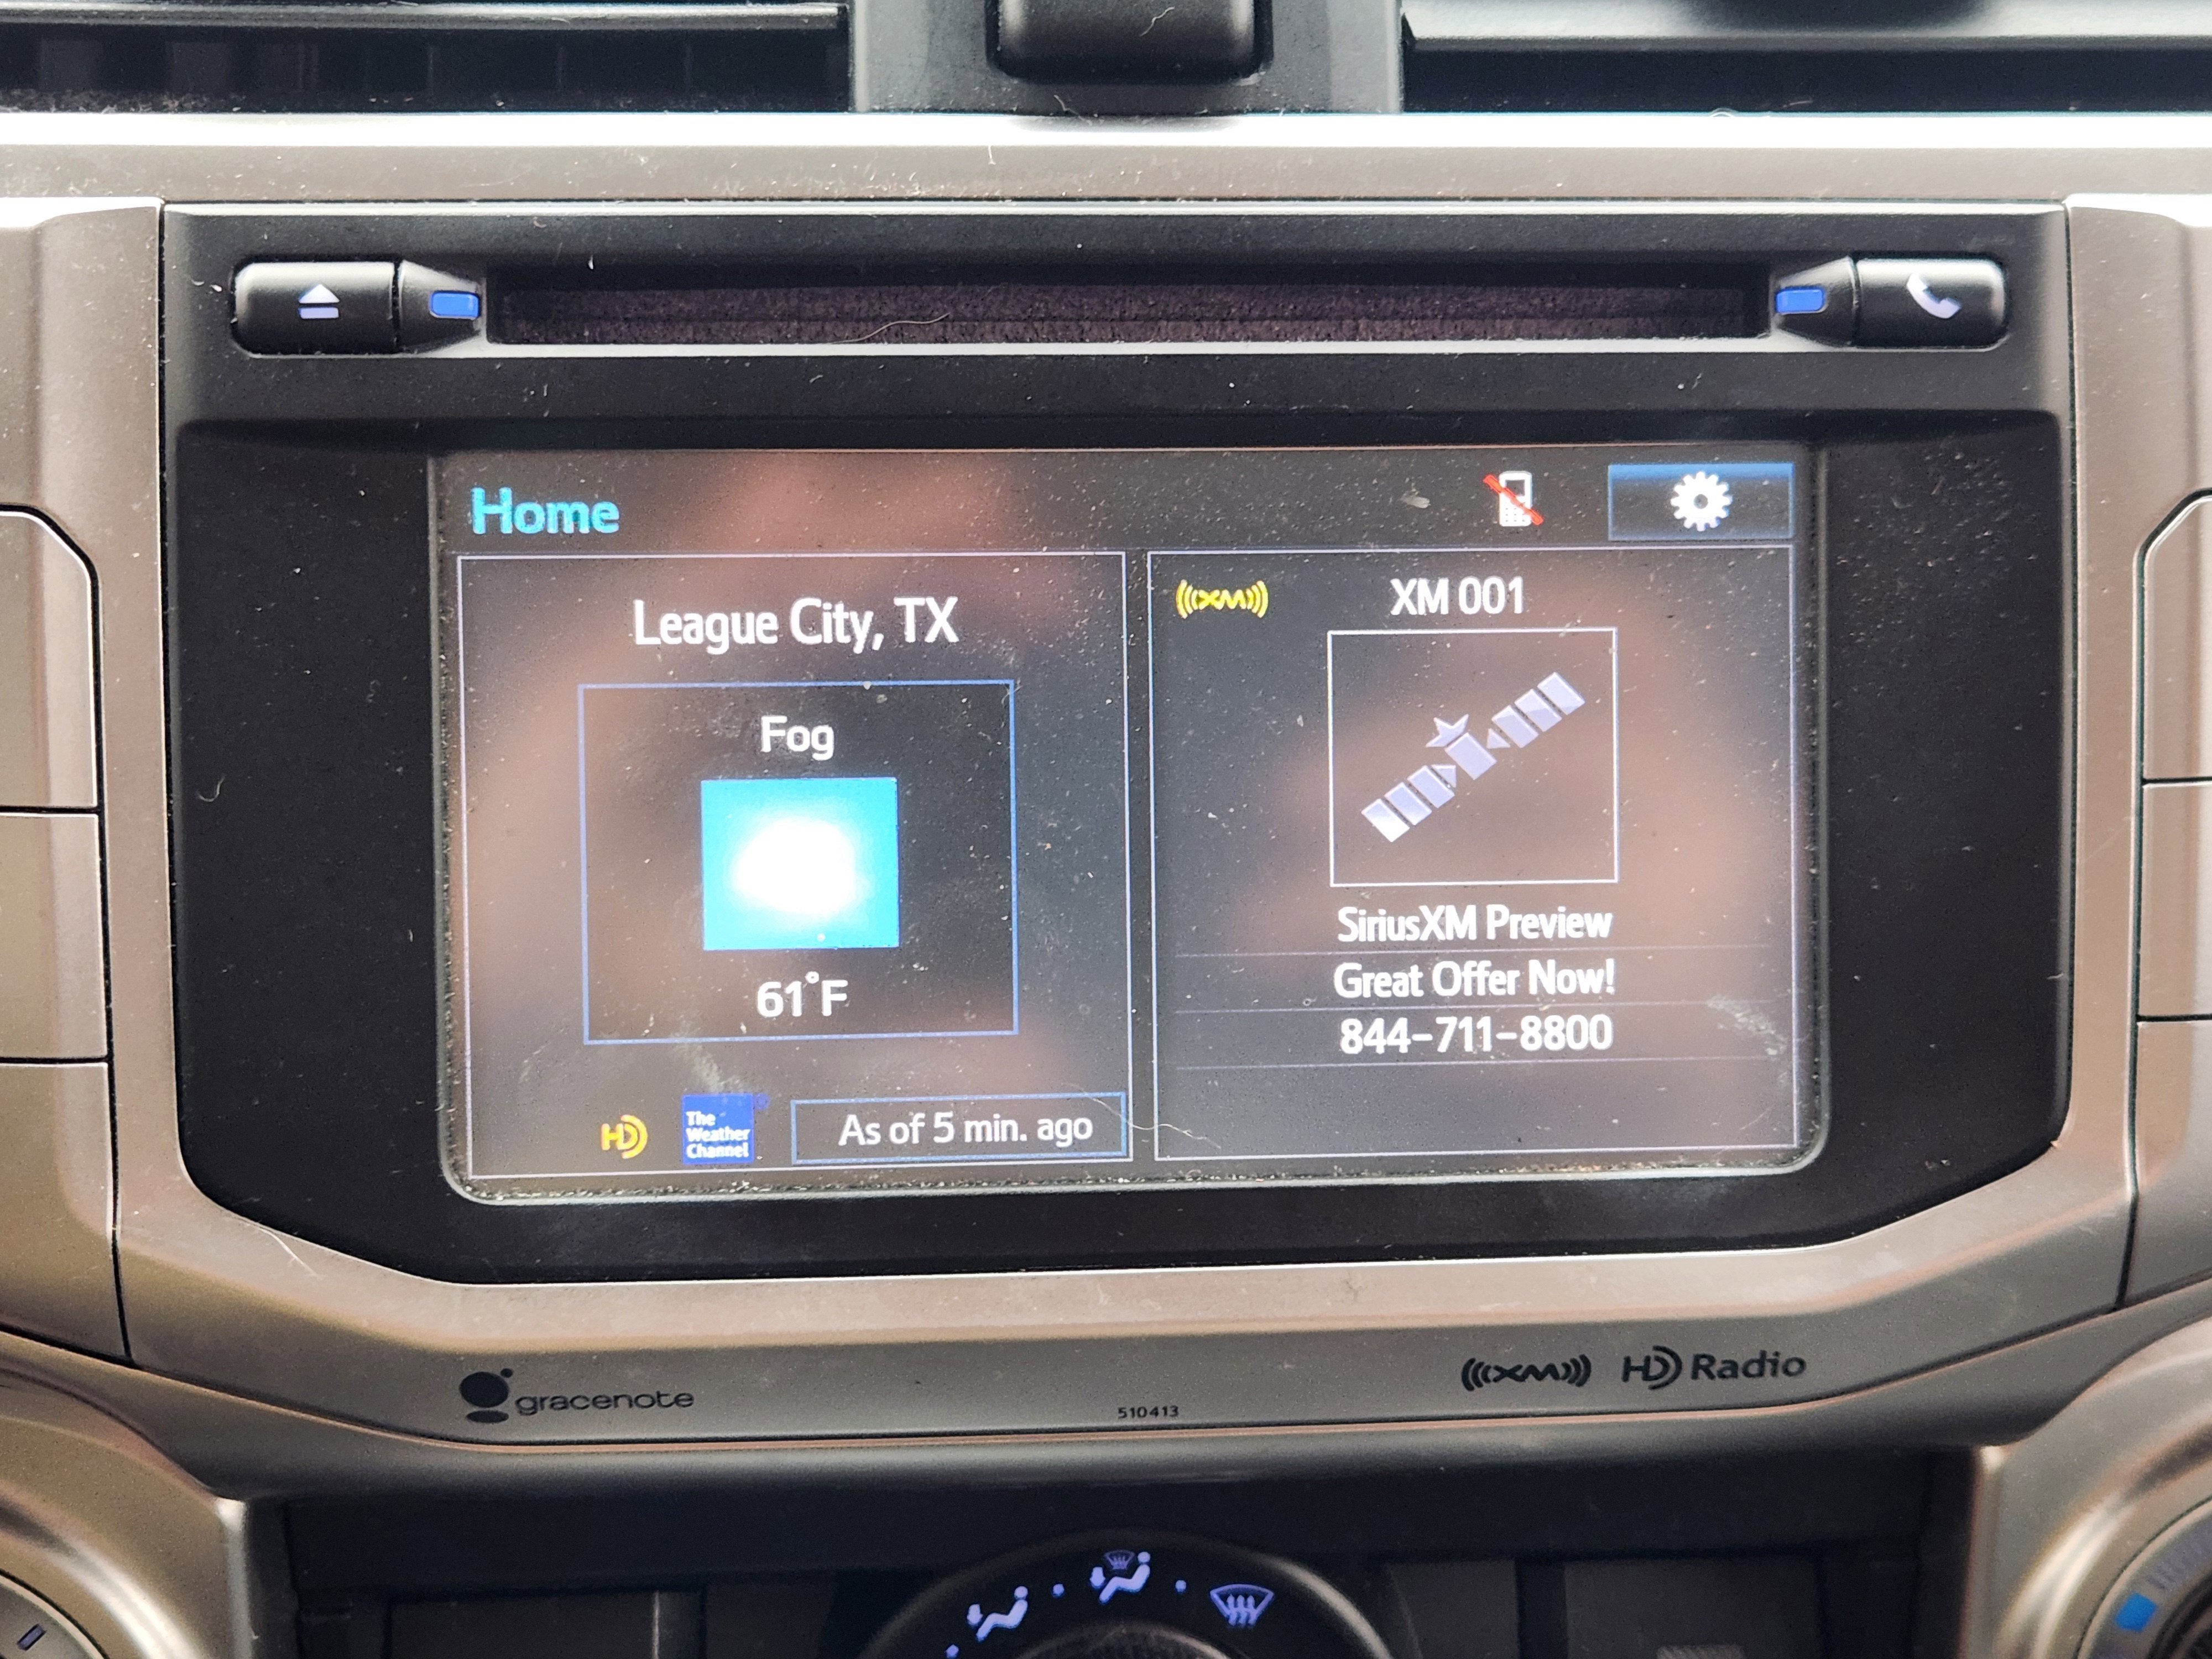 Home
League City, TX
Fog
61°F
HD
The
Weather
Channel
As of 5 min. ago
((XM))
XM 001
SiriusXM Preview
Great Offer Now!
844-711-8800
gracenote
510413
((XM))
HD Radio